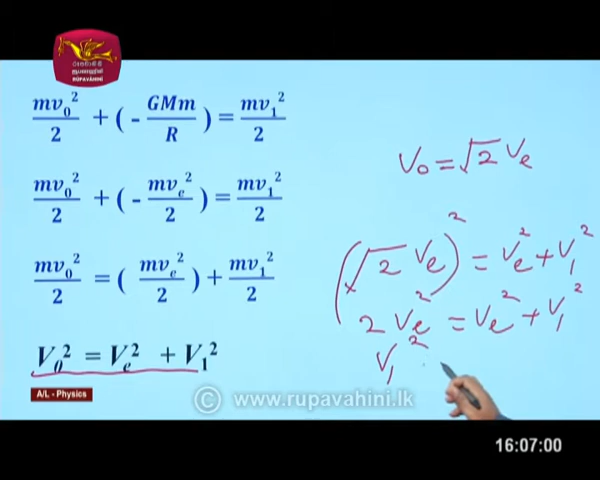 රූපවාහිනී
RUPAVAHINI
mv₀²/2 + (- GMm/R) = mv₁²/2
mv₀²/2 + (- mvₑ²/2) = mv₁²/2
mv₀²/2 = (mvₑ²/2) + mv₁²/2
V₀² = Vₑ² + V₁²
V₀ = √2 Vₑ
(√2 Vₑ)² = Vₑ² + V₁²
2 Vₑ² = Vₑ² + V₁²
V₁²
A/L - Physics
© www.rupavahini.lk
16:07:00